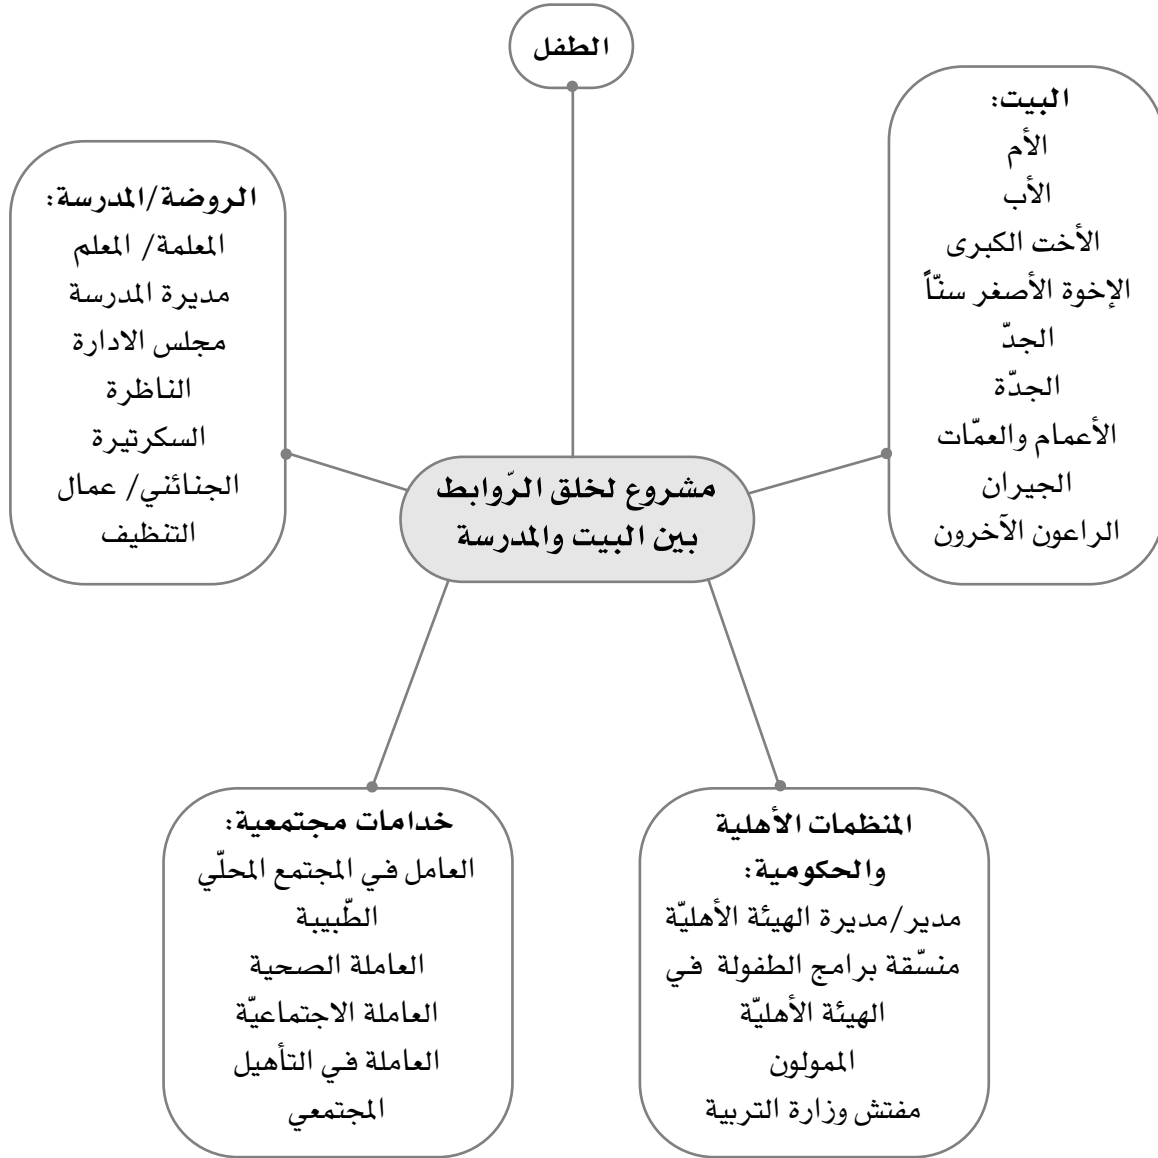 الطفل
البيت:
الأم
الأب
الأخت الكبرى
الإخوة الأصغر سنّاً
الجدّ
الجدّة
الأعمام والعمّات
الجيران
الراعون الآخرون
الروضة/المدرسة:
المعلمة/ المعلم
مديرة المدرسة
مجلس الادارة
الناظرة
السكرتيرة
الجنائني/ عمال
التنظيف
مشروع لخلق الرّوابط
بين البيت والمدرسة
المنظمات الأهلية
والحكومية:
مدير/مديرة الهيئة الأهليّة
منسّقة برامج الطفولة في
الهيئة الأهليّة
الممولون
مفتش وزارة التربية
خدامات مجتمعية:
العامل في المجتمع المحلّي
الطّبيبة
العاملة الصحية
العاملة الاجتماعيّة
العاملة في التأهيل
المجتمعي